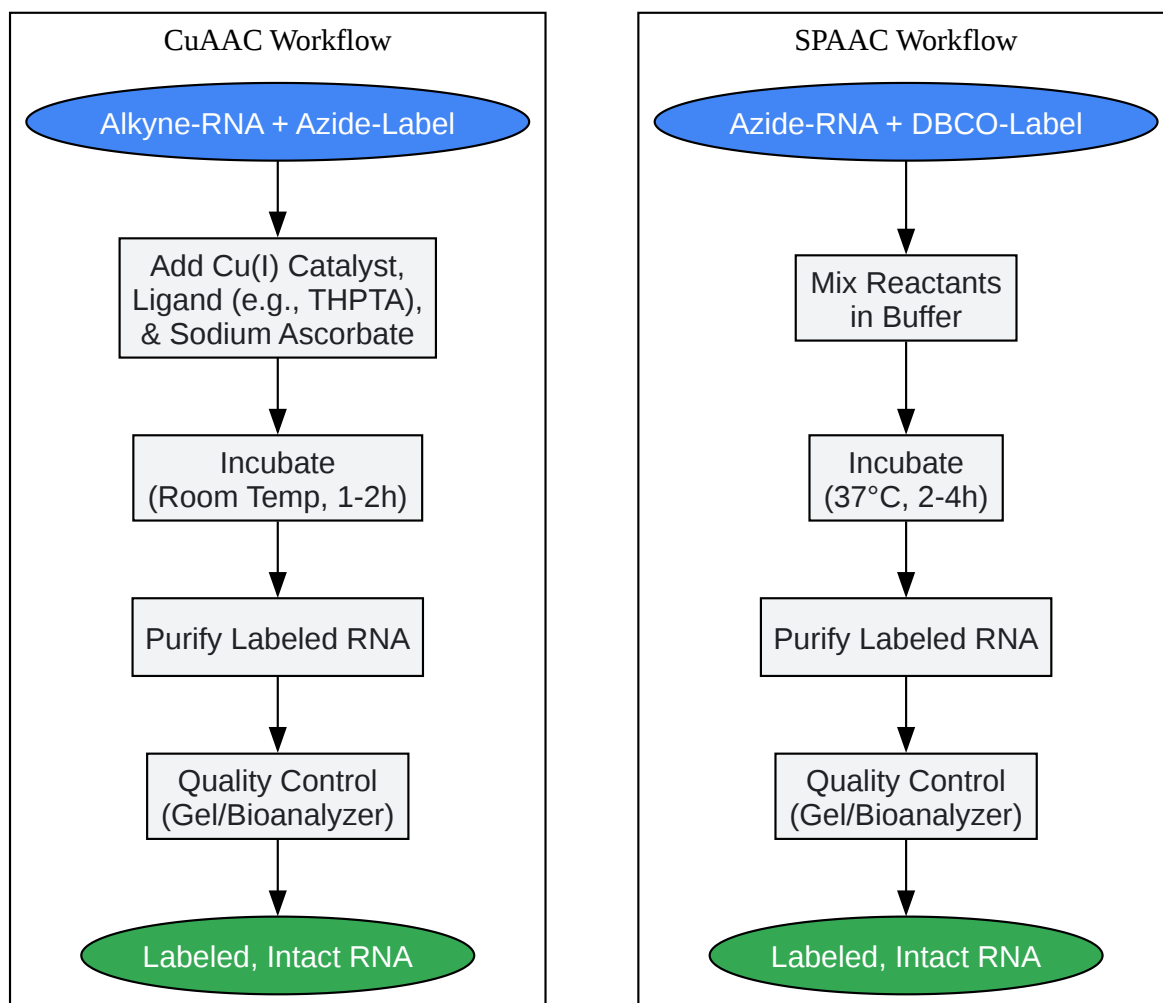 CuAAC Workflow
Alkyne-RNA + Azide-Label
Add Cu(I) Catalyst,
Ligand (e.g., THPTA),
& Sodium Ascorbate
Incubate
(Room Temp, 1-2h)
Purify Labeled RNA
Quality Control
(Gel/Bioanalyzer)
Labeled, Intact RNA
SPAAC Workflow
Azide-RNA + DBCO-Label
Mix Reactants
in Buffer
Incubate
(37°C, 2-4h)
Purify Labeled RNA
Quality Control
(Gel/Bioanalyzer)
Labeled, Intact RNA